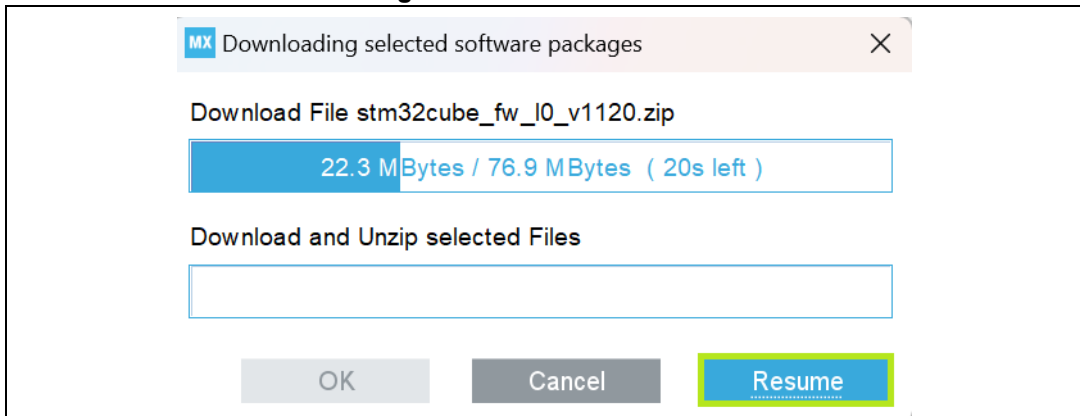 MX Downloading selected software packages
Download File stm32cube_fw_l0_v1120.zip
22.3 MBytes / 76.9 MBytes ( 20s left )
Download and Unzip selected Files
OK Cancel Resume